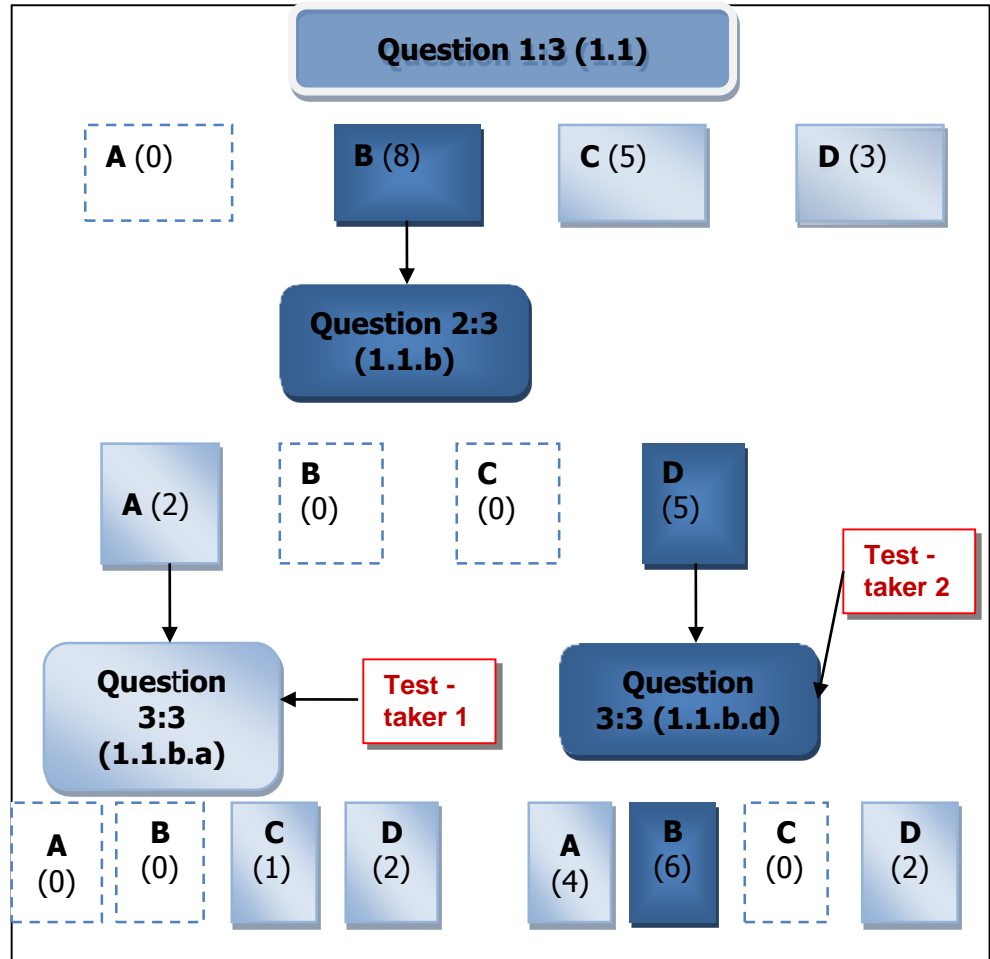 Question 1:3 (1.1)
A (0)
B (8)
C (5)
D (3)
Question 2:3
(1.1.b)
A (2)
B
(0)
C
(0)
D
(5)
Test -
taker 2
Question
3:3
(1.1.b.a)
Test -
taker 1
Question
3:3 (1.1.b.d)
A
(0)
B
(0)
C
(1)
D
(2)
A
(4)
B
(6)
C
(0)
D
(2)